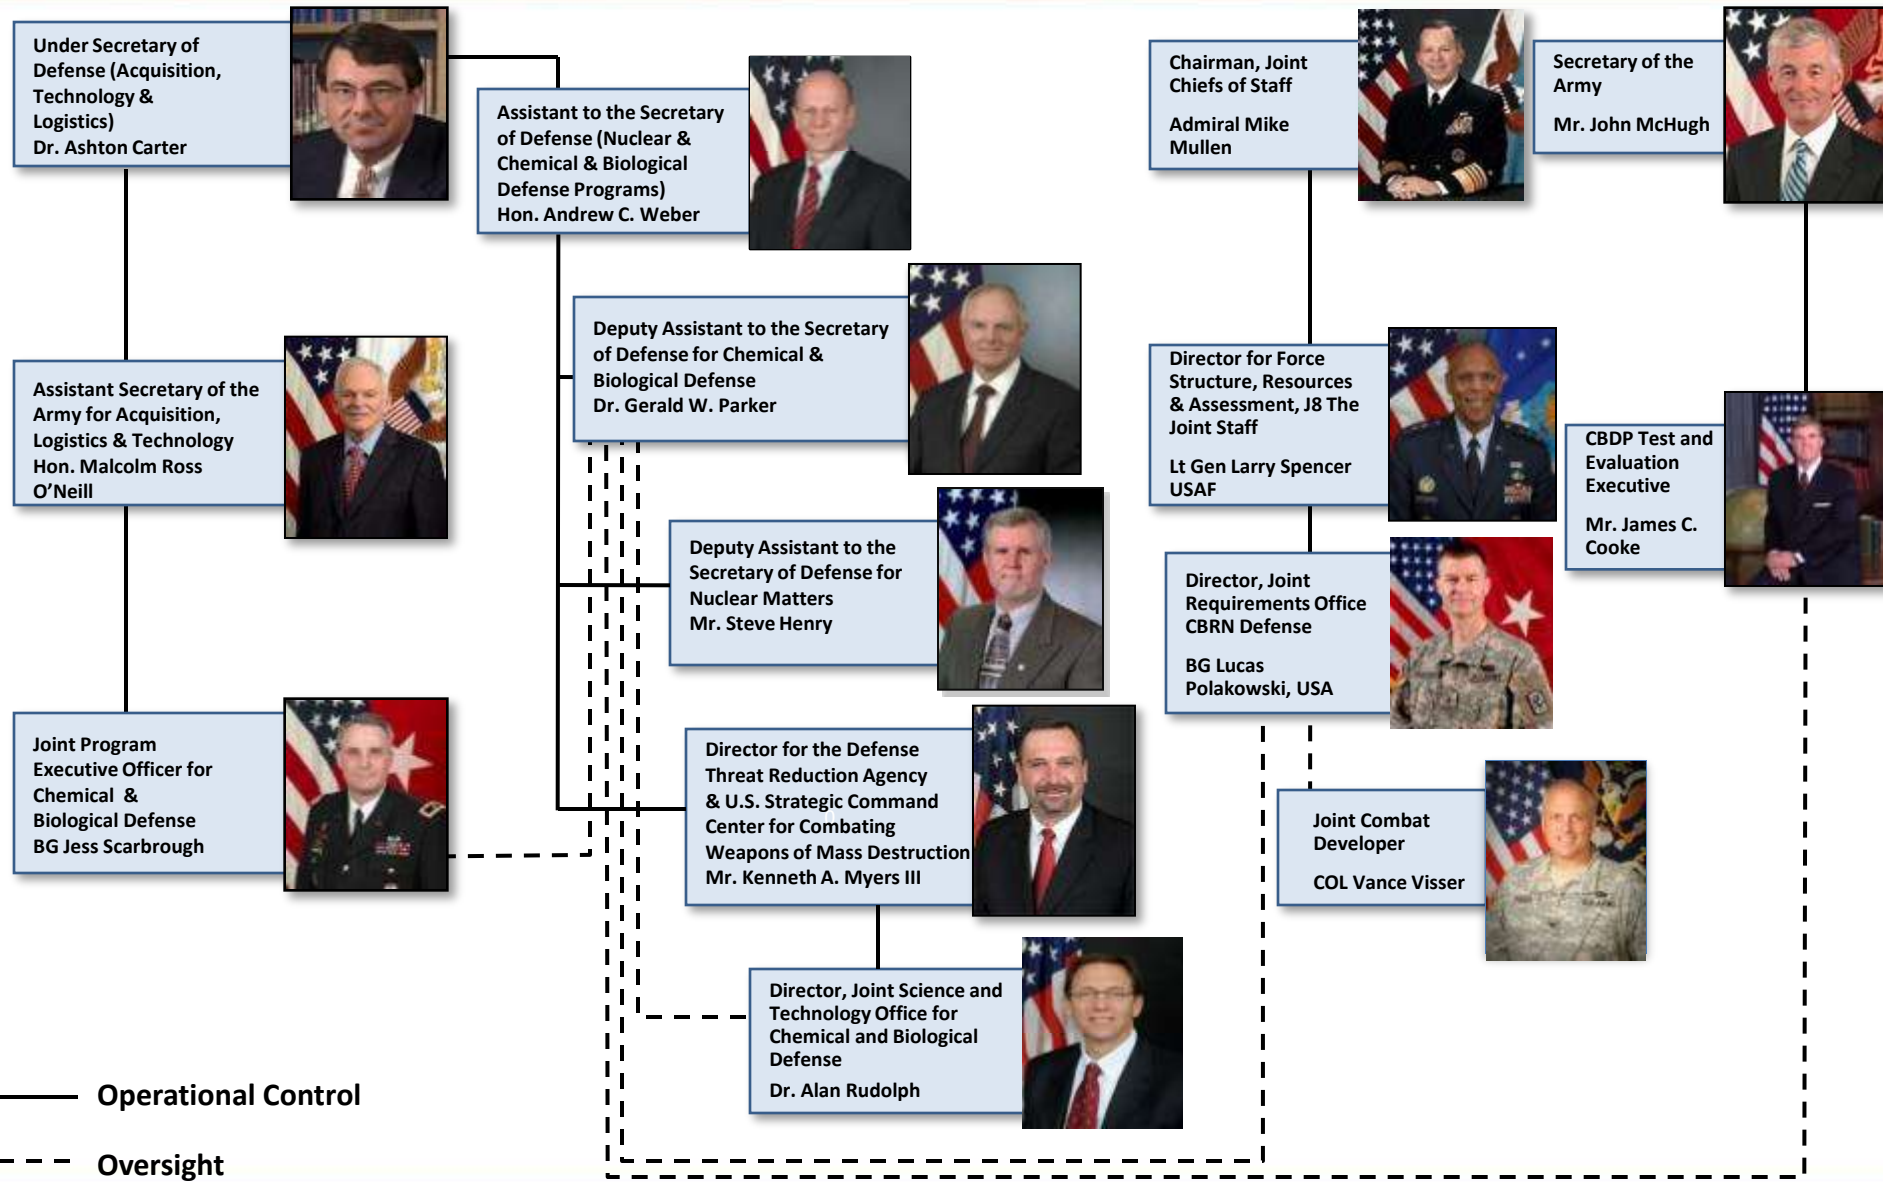 Under Secretary of
Defense (Acquisition,
Technology &
Logistics)
Dr. Ashton Carter
Assistant to the Secretary
of Defense (Nuclear &
Chemical & Biological
Defense Programs)
Hon. Andrew C. Weber
Chairman, Joint
Chiefs of Staff
Admiral Mike
Mullen
Secretary of the
Army
Mr. John McHugh
Deputy Assistant to the Secretary
of Defense for Chemical &
Biological Defense
Dr. Gerald W. Parker
Assistant Secretary of the
Army for Acquisition,
Logistics & Technology
Hon. Malcolm Ross
O’Neill
Director for Force
Structure, Resources
& Assessment, J8 The
Joint Staff
Lt Gen Larry Spencer
USAF
CBDP Test and
Evaluation
Executive
Mr. James C.
Cooke
Deputy Assistant to the
Secretary of Defense for
Nuclear Matters
Mr. Steve Henry
Director, Joint
Requirements Office
CBRN Defense
BG Lucas
Polakowski, USA
Joint Program
Executive Officer for
Chemical &
Biological Defense
BG Jess Scarbrough
Director for the Defense
Threat Reduction Agency
& U.S. Strategic Command
Center for Combating
Weapons of Mass Destruction
Mr. Kenneth A. Myers III
Joint Combat
Developer
COL Vance Visser
Director, Joint Science and
Technology Office for
Chemical and Biological
Defense
Dr. Alan Rudolph
Operational Control
Oversight